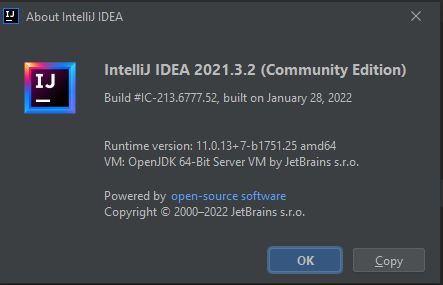 About IntelliJ IDEA
IJ
IntelliJ IDEA 2021.3.2 (Community Edition)
Build #IC-213.6777.52, built on January 28, 2022
Runtime version: 11.0.13+7-b1751.25 amd64
VM: OpenJDK 64-Bit Server VM by JetBrains s.r.o.
Powered by open-source software
Copyright © 2000–2022 JetBrains s.r.o.
OK Copy